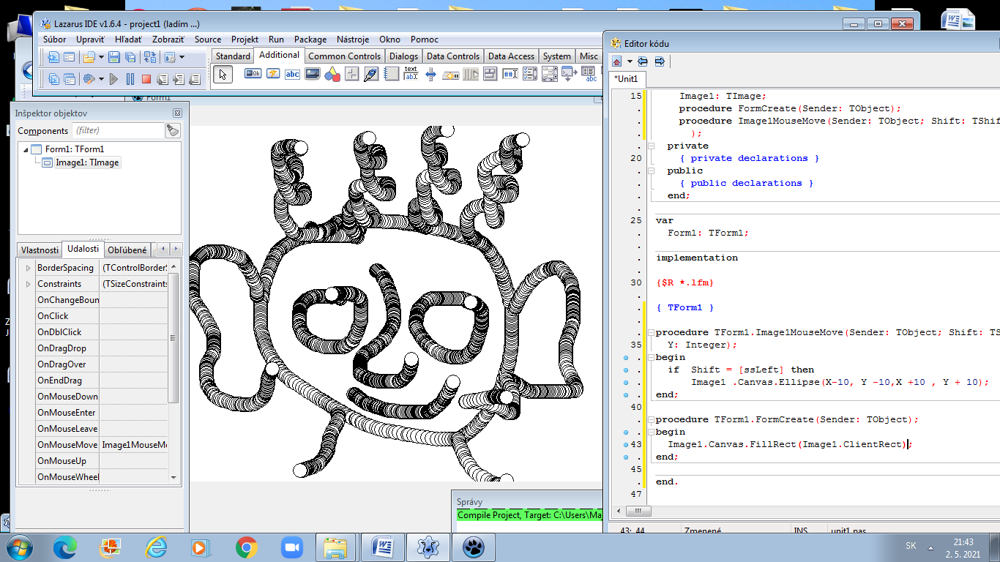 Lazarus IDE v1.6.4 - project1 (ladím ...)
Súbor Upraviť Hľadať Zobraziť Source Projekt Run Package Nástroje Okno Pomoc
Standard Additional Common Controls Dialogs Data Controls Data Access System Misc
Ok abc text abI abc
Form1
Inšpektor objektov
Components (filter)
Form1: TForm1
Image1: TImage
Vlastnosti Udalosti Obľúbené
BorderSpacing (TControlBorder
Constraints (TSizeConstraints
OnChangeBoun
OnClick
OnDblClick
OnDragDrop
OnDragOver
OnEndDrag
OnMouseDown
OnMouseEnter
OnMouseLeave
OnMouseMove Image1MouseM
OnMouseUp
OnMouseWheel
Editor kódu
*Unit1
15 Image1: TImage;
. procedure FormCreate(Sender: TObject);
. procedure Image1MouseMove(Sender: TObject; Shift: TShif
. );
. private
20 { private declarations }
. public
. { public declarations }
. end;
.
25 var
. Form1: TForm1;
.
. implementation
.
30 {$R *.lfm}
.
. { TForm1 }
.
. procedure TForm1.Image1MouseMove(Sender: TObject; Shift: TS
35 Y: Integer);
. begin
. if Shift = [ssLeft] then
. Image1 .Canvas.Ellipse(X-10, Y -10,X +10 , Y + 10);
. end;
40
. procedure TForm1.FormCreate(Sender: TObject);
. begin
43 Image1.Canvas.FillRect(Image1.ClientRect);
. end;
45
. end.
47
43: 44 Zmenené INS unit1.pas
Správy
Compile Project, Target: C:\Users\Ma
SK 21:43
2. 5. 2021